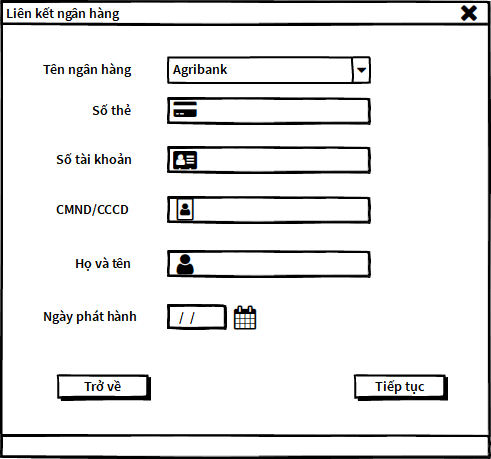 Liên kết ngân hàng
Tên ngân hàng Agribank
Số thẻ
Số tài khoản
CMND/CCCD
Họ và tên
Ngày phát hành / /
Trở về Tiếp tục